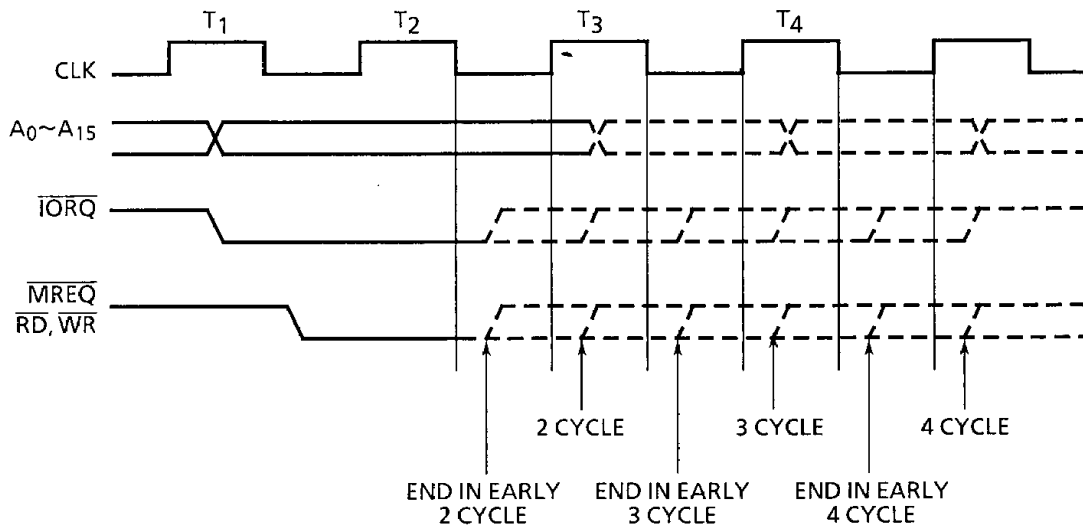 T1 T2 T3 T4
CLK
A0~A15
IORQ
MREQ
RD, WR
2 CYCLE 3 CYCLE 4 CYCLE
END IN EARLY END IN EARLY END IN EARLY
2 CYCLE 3 CYCLE 4 CYCLE